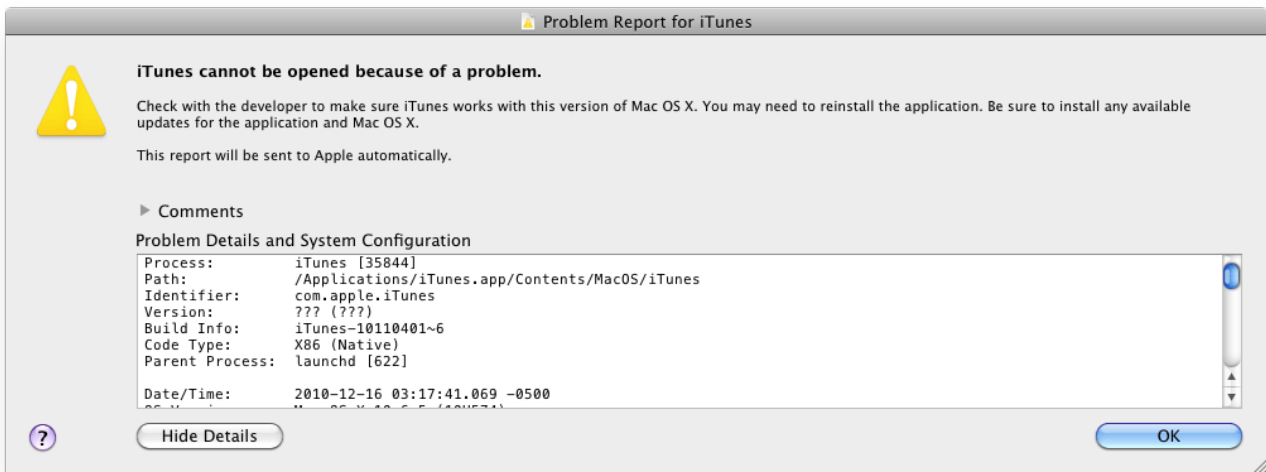 Problem Report for iTunes
iTunes cannot be opened because of a problem.
Check with the developer to make sure iTunes works with this version of Mac OS X. You may need to reinstall the application. Be sure to install any available
updates for the application and Mac OS X.
This report will be sent to Apple automatically.
Comments
Problem Details and System Configuration
Process: iTunes [35844]
Path: /Applications/iTunes.app/Contents/MacOS/iTunes
Identifier: com.apple.iTunes
Version: ??? (???)
Build Info: iTunes-10110401~6
Code Type: X86 (Native)
Parent Process: launchd [622]
Date/Time: 2010-12-16 03:17:41.069 -0500
?
Hide Details
OK